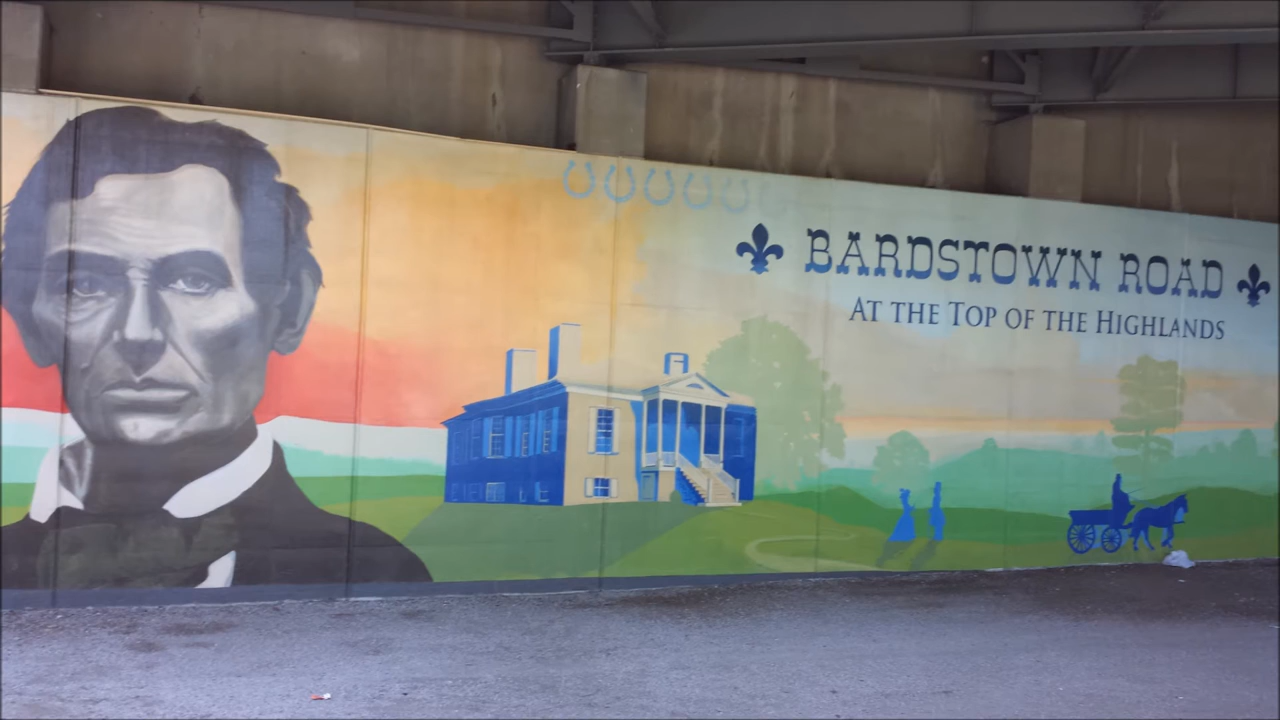 BARDSTOWN ROAD
AT THE TOP OF THE HIGHLANDS